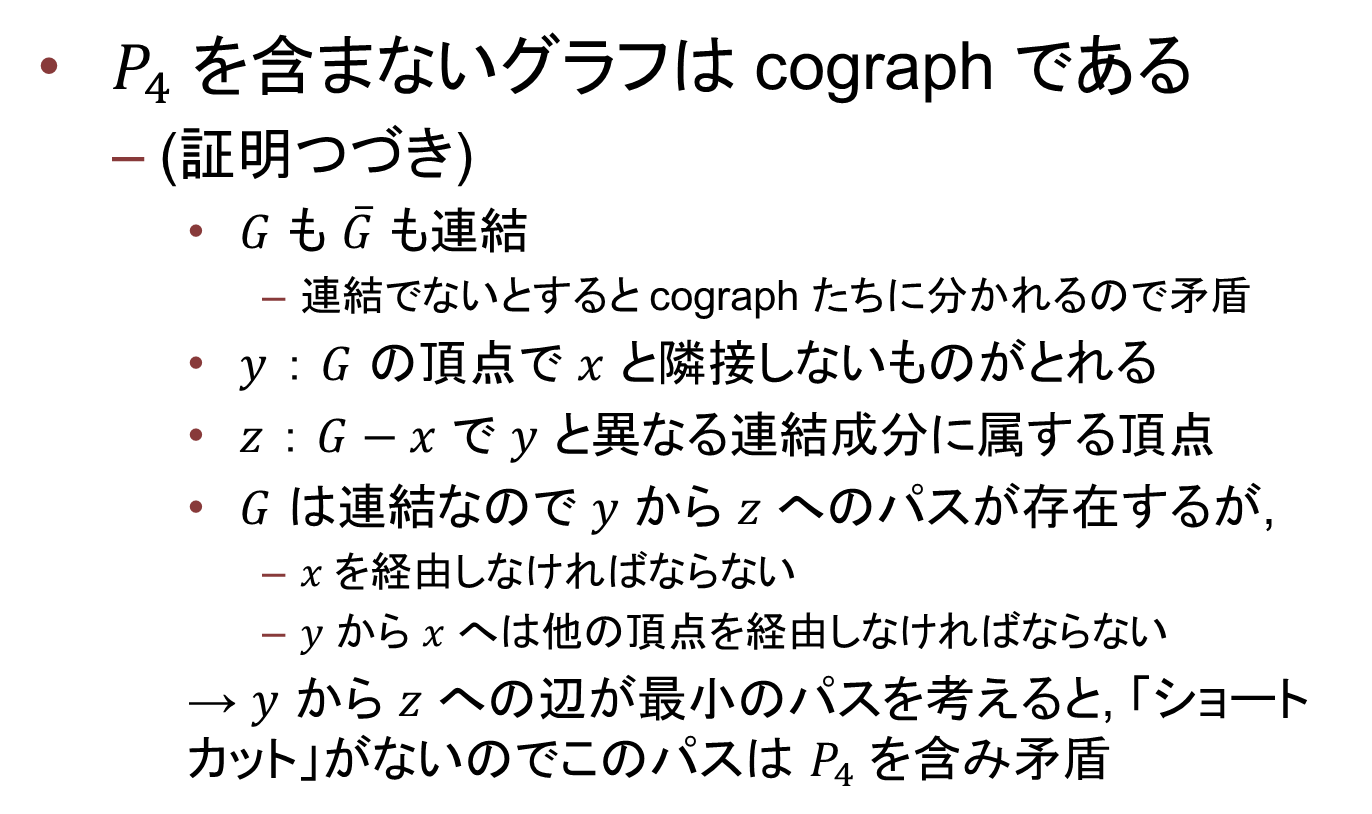 • P₄ を含まないグラフは cograph である
– (証明つづき)
• G も Ḡ も連結
– 連結でないとすると cograph たちに分かれるので矛盾
• y : G の頂点で x と隣接しないものがとれる
• z : G − x で y と異なる連結成分に属する頂点
• G は連結なので y から z へのパスが存在するが,
– x を経由しなければならない
– y から x へは他の頂点を経由しなければならない
→ y から z への辺が最小のパスを考えると, 「ショート
カット」がないのでこのパスは P₄ を含み矛盾